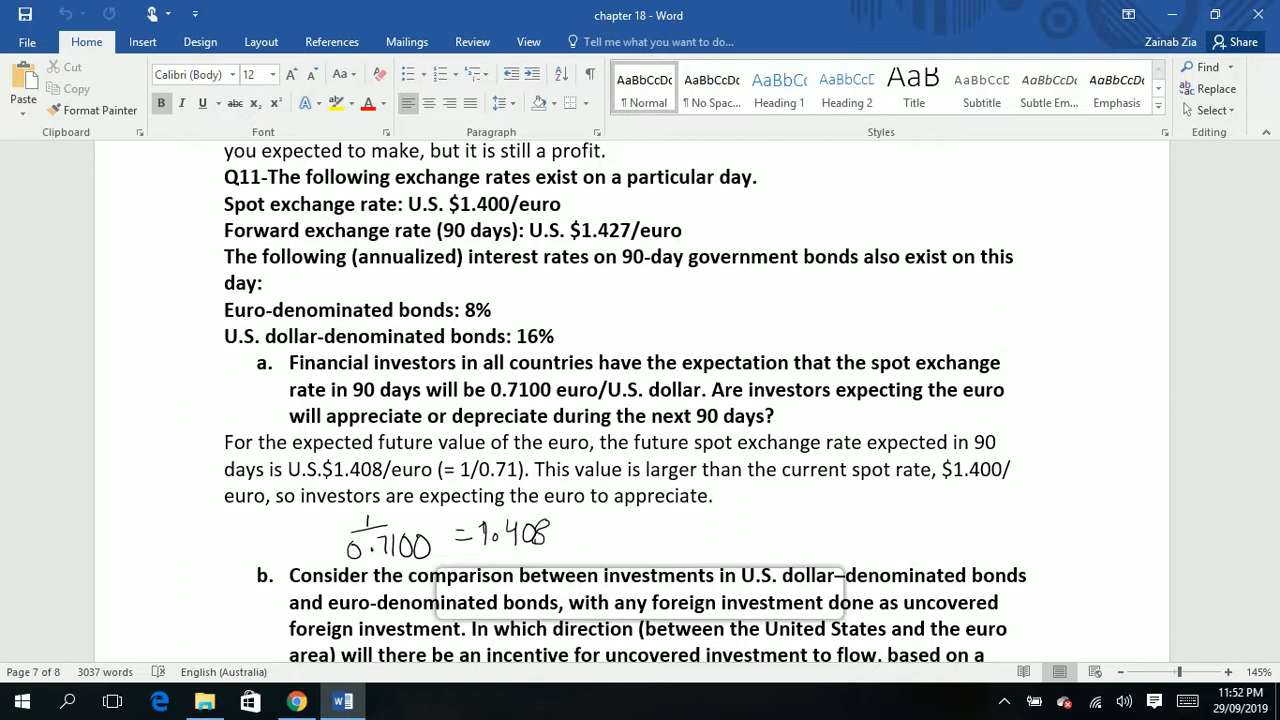 chapter 18 - Word
File Home Insert Design Layout References Mailings Review View Tell me what you want to do... Zainab Zia Share
Paste Cut Copy Format Painter
Calibri (Body) 12
Clipboard Font Paragraph Styles Editing
AaBbCcDc ¶ Normal
AaBbCcDc ¶ No Spac...
AaBbCc Heading 1
AaBbCcD Heading 2
AaB Title
AaBbCcD Subtitle
AaBbCcDc Subtle Em...
AaBbCcDc Emphasis
Find
Replace
Select
you expected to make, but it is still a profit.
Q11-The following exchange rates exist on a particular day.
Spot exchange rate: U.S. $1.400/euro
Forward exchange rate (90 days): U.S. $1.427/euro
The following (annualized) interest rates on 90-day government bonds also exist on this
day:
Euro-denominated bonds: 8%
U.S. dollar-denominated bonds: 16%
a. Financial investors in all countries have the expectation that the spot exchange
rate in 90 days will be 0.7100 euro/U.S. dollar. Are investors expecting the euro
will appreciate or depreciate during the next 90 days?
For the expected future value of the euro, the future spot exchange rate expected in 90
days is U.S.$1.408/euro (= 1/0.71). This value is larger than the current spot rate, $1.400/
euro, so investors are expecting the euro to appreciate.
1
0.7100 = 1.408
b. Consider the comparison between investments in U.S. dollar–denominated bonds
and euro-denominated bonds, with any foreign investment done as uncovered
foreign investment. In which direction (between the United States and the euro
area) will there be an incentive for uncovered investment to flow, based on a
Page 7 of 8 3037 words English (Australia) 145%
11:52 PM
29/09/2019